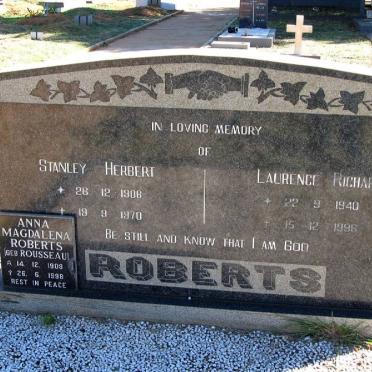 IN LOVING MEMORY
OF
STANLEY HERBERT
26 12 1906
19 9 1970
LAURENCE RICHAR
22 9 1940
15 12 1996
BE STILL AND KNOW THAT I AM GOD
ROBERTS
ANNA
MAGDALENA
ROBERTS
(GEB ROUSSEAU)
14. 12. 1909
26. 6. 1998
REST IN PEACE